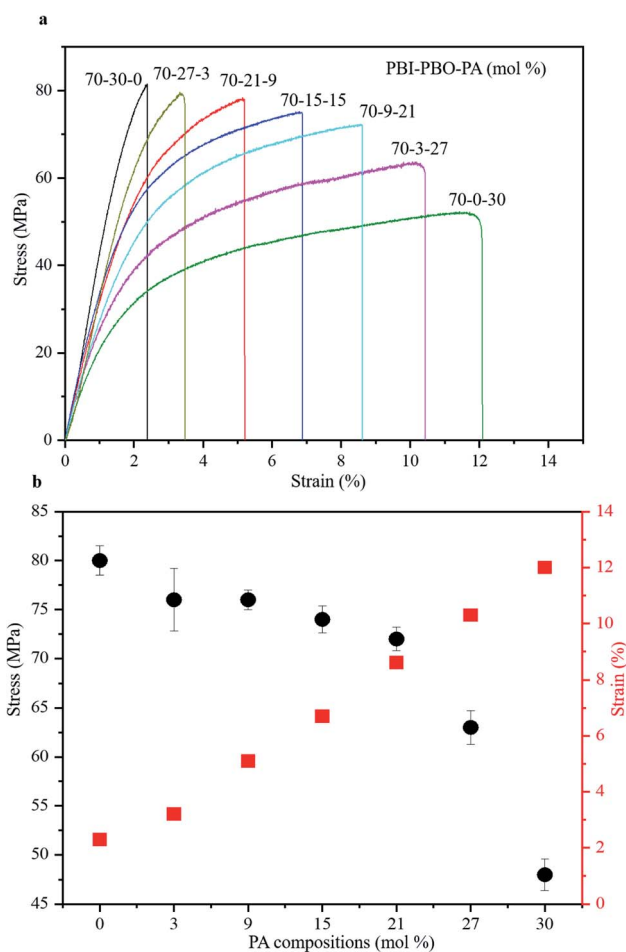 a
PBI-PBO-PA (mol %)
70-30-0
70-27-3
70-21-9
70-15-15
70-9-21
70-3-27
70-0-30
80
60
40
20
0
Stress (MPa)
0 2 4 6 8 10 12 14
Strain (%)
b
85
80
75
70
65
60
55
50
45
Stress (MPa)
14
12
10
8
6
4
2
0
Strain (%)
0 3 9 15 21 27 30
PA compositions (mol %)